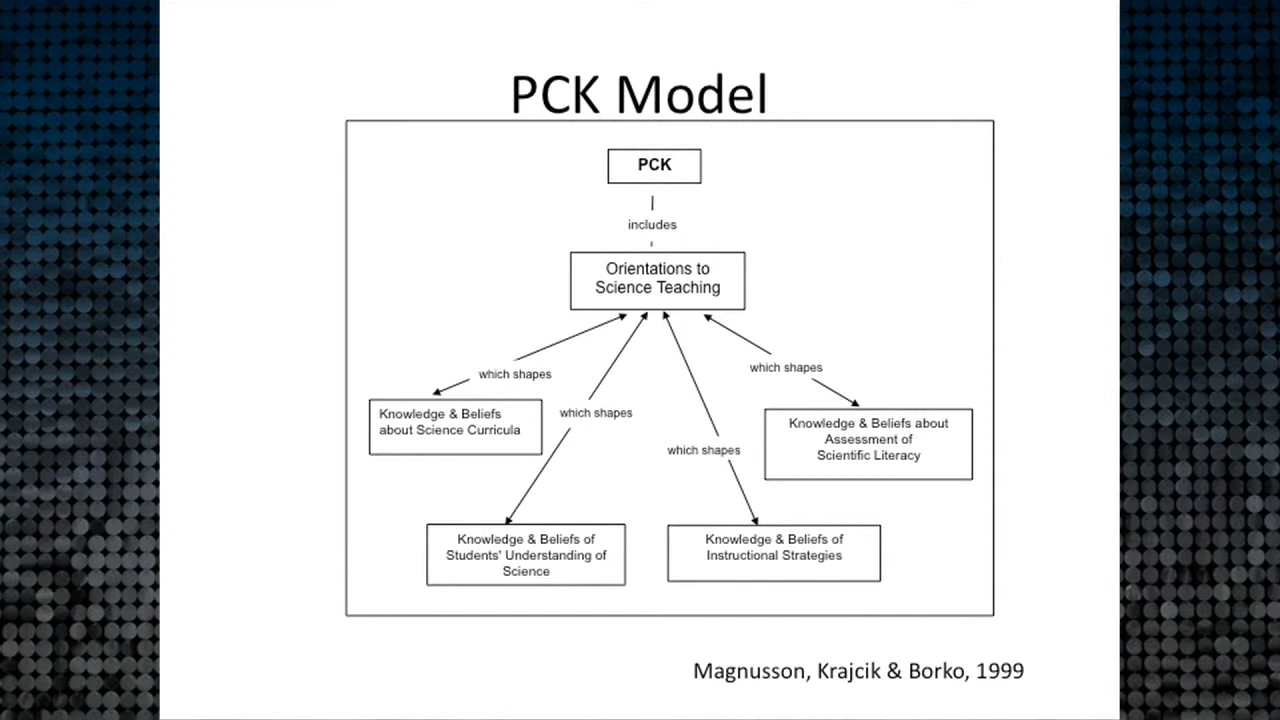 PCK Model
PCK
includes
Orientations to
Science Teaching
which shapes
which shapes
which shapes
which shapes
Knowledge & Beliefs
about Science Curricula
Knowledge & Beliefs about
Assessment of
Scientific Literacy
Knowledge & Beliefs of
Students' Understanding of
Science
Knowledge & Beliefs of
Instructional Strategies
Magnusson, Krajcik & Borko, 1999